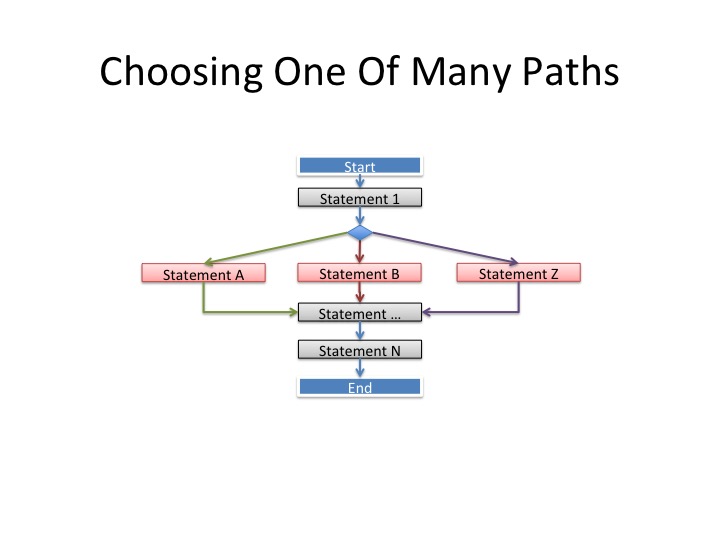 Choosing One Of Many Paths
Start
Statement 1
Statement A
Statement B
Statement Z
Statement …
Statement N
End